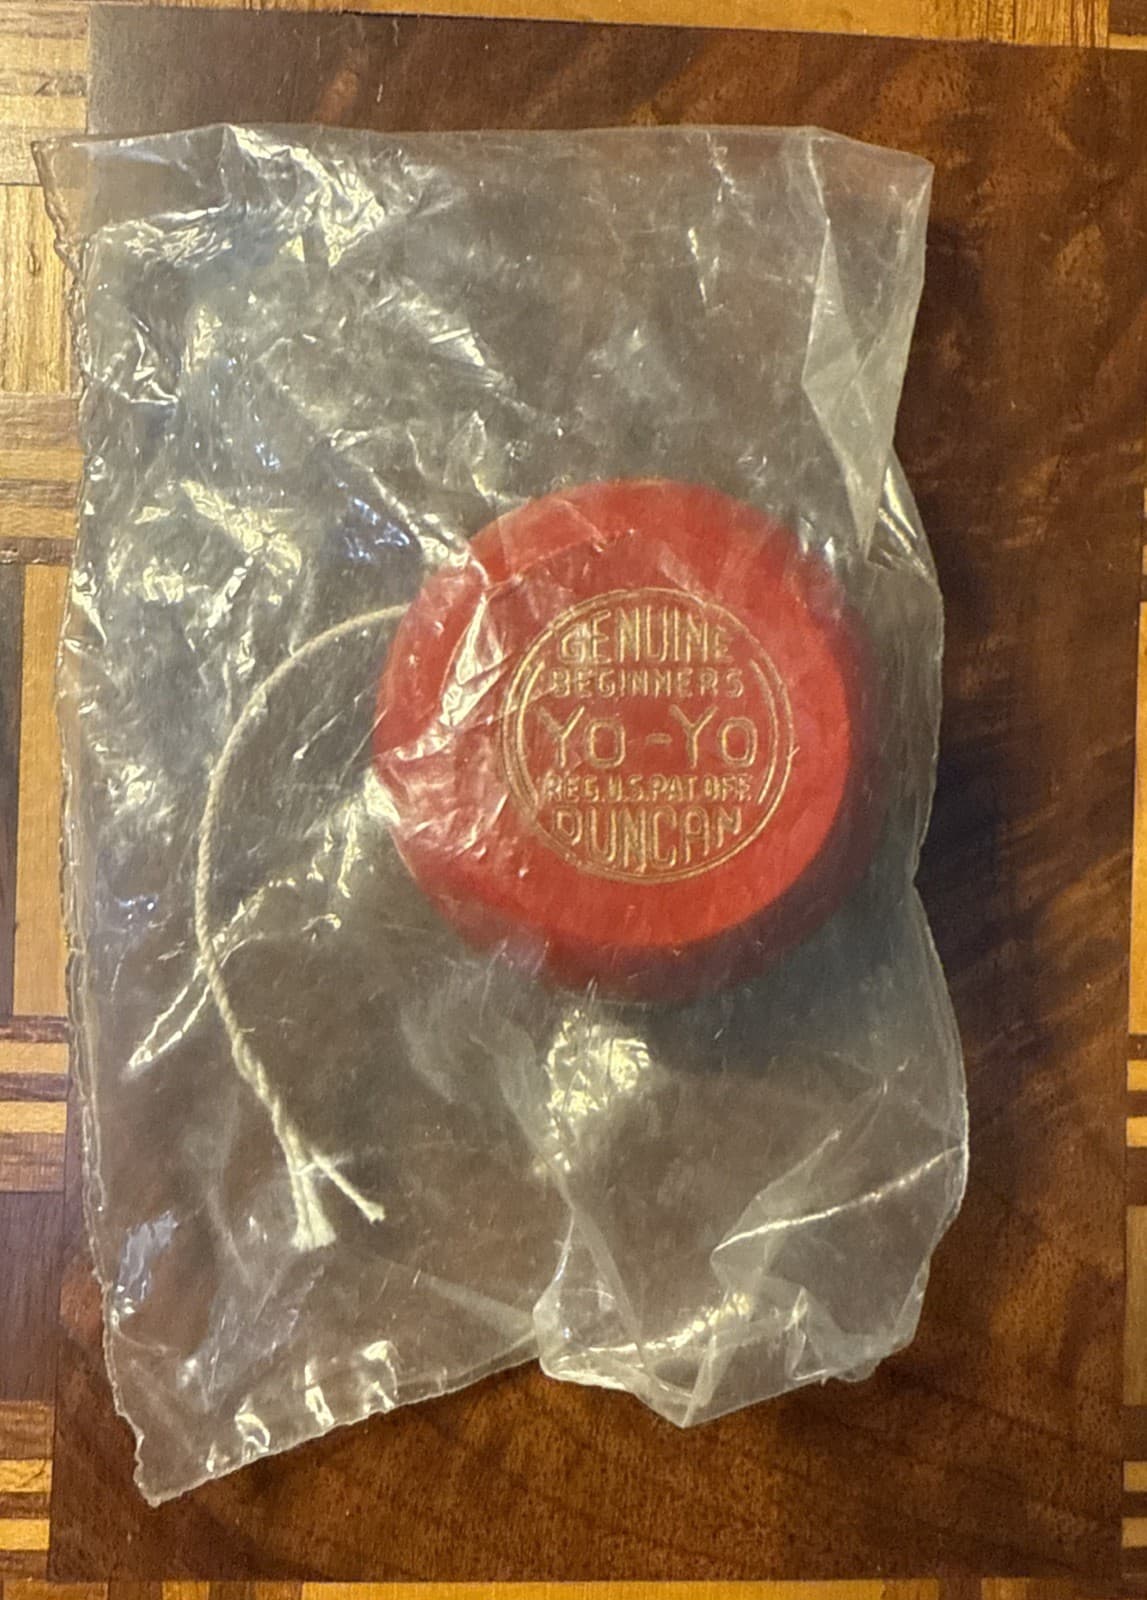 GENUINE
BEGINNERS
YO-YO
REG. U.S. PAT OFF.
DUNCAN